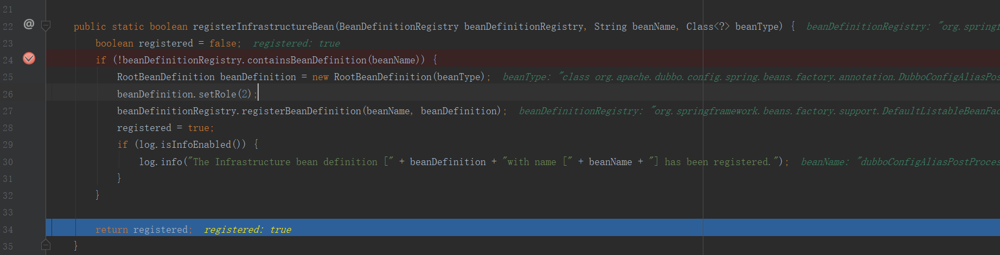 21
22 @ public static boolean registerInfrastructureBean(BeanDefinitionRegistry beanDefinitionRegistry, String beanName, Class<?> beanType) { beanDefinitionRegistry: "org.springf
23 boolean registered = false; registered: true
24 if (!beanDefinitionRegistry.containsBeanDefinition(beanName)) {
25 RootBeanDefinition beanDefinition = new RootBeanDefinition(beanType); beanType: "class org.apache.dubbo.config.spring.beans.factory.annotation.DubboConfigAliasPos
26 beanDefinition.setRole(2);
27 beanDefinitionRegistry.registerBeanDefinition(beanName, beanDefinition); beanDefinitionRegistry: "org.springframework.beans.factory.support.DefaultListableBeanFac
28 registered = true;
29 if (log.isInfoEnabled()) {
30 log.info("The Infrastructure bean definition [" + beanDefinition + "with name [" + beanName + "] has been registered."); beanName: "dubboConfigAliasPostProces
31 }
32 }
33
34 return registered; registered: true
35 }